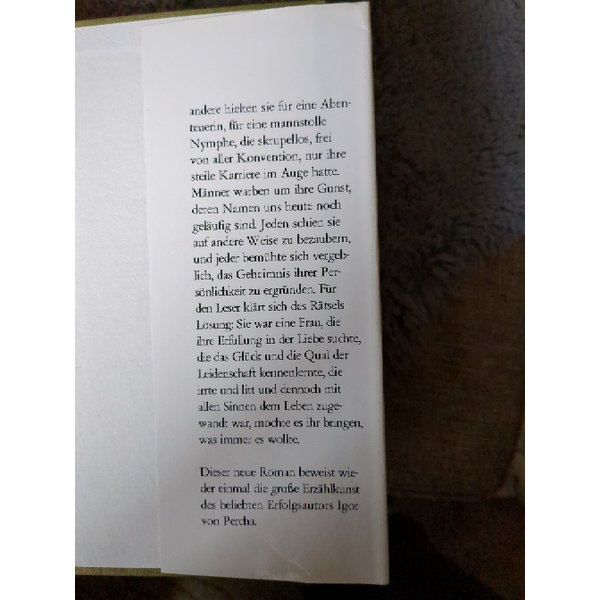 andere hielten sie für eine Aben-
teuerin, für eine mannstolle
Nymphe, die skrupellos, frei
von aller Konvention, nur ihre
steile Karriere im Auge hatte.
Männer warben um ihre Gunst,
deren Namen uns heute noch
geläufig sind. Jeden schien sie
auf andere Weise zu bezaubern,
und jeder bemühte sich vergeb-
lich, das Geheimnis ihrer Per-
sönlichkeit zu ergründen. Für
den Leser klärt sich des Rätsels
Lösung: Sie war eine Frau, die
ihre Erfüllung in der Liebe suchte,
die das Glück und die Qual der
Leidenschaft kennenlernte, die
irrte und litt und dennoch mit
allen Sinnen dem Leben zuge-
wandt war, mochte es ihr bringen,
was immer es wollte.
Dieser neue Roman beweist wie-
der einmal die große Erzählkunst
des beliebten Erfolgsautors Igor
von Percha.